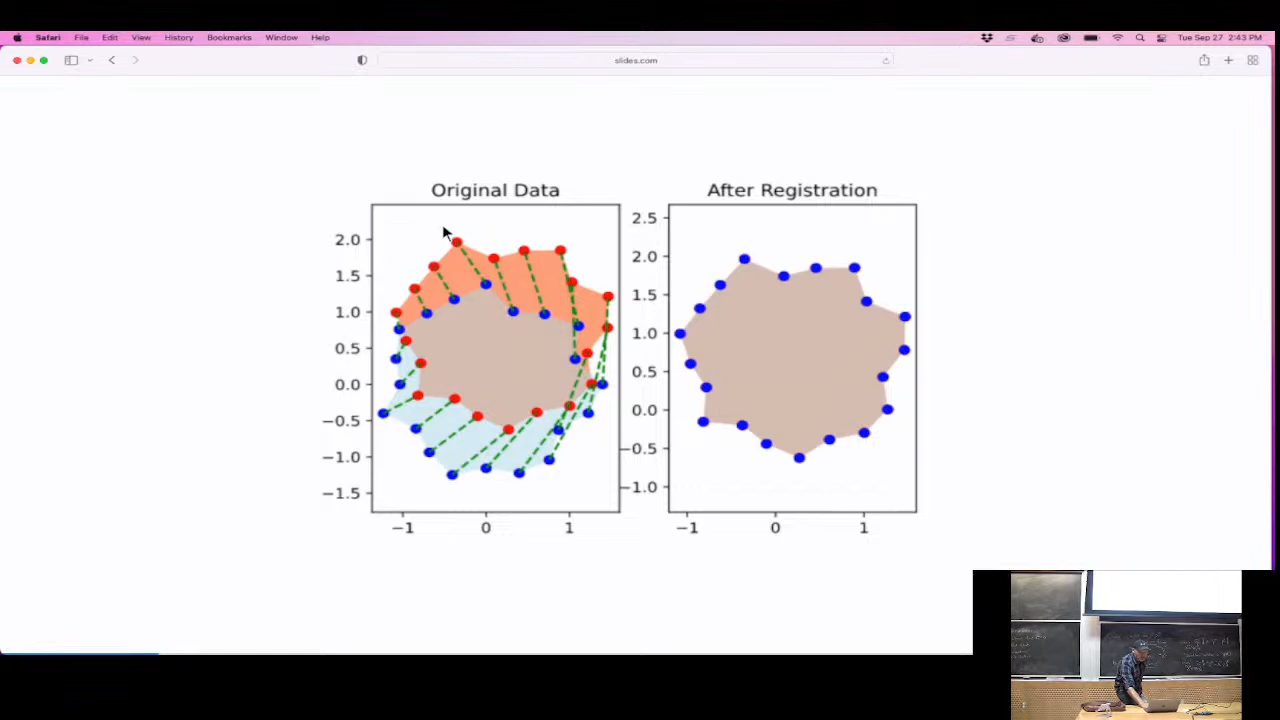 Safari File Edit View History Bookmarks Window Help Tue Sep 27 2:43 PM
slides.com
Original Data
After Registration
2.0
1.5
1.0
0.5
0.0
−0.5
−1.0
−1.5
−1 0 1
2.5
2.0
1.5
1.0
0.5
0.0
−0.5
−1.0
−1 0 1